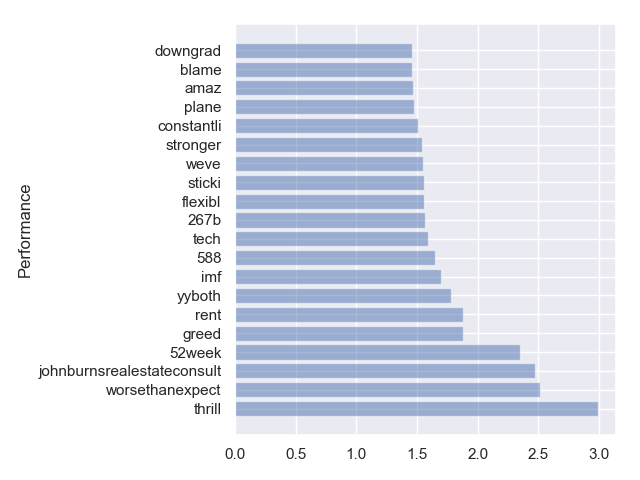 downgrad
blame
amaz
plane
constantli
stronger
weve
sticki
flexibl
267b
tech
588
imf
yyboth
rent
greed
52week
johnburnsrealestateconsult
worsethanexpect
thrill
Performance
0.0 0.5 1.0 1.5 2.0 2.5 3.0